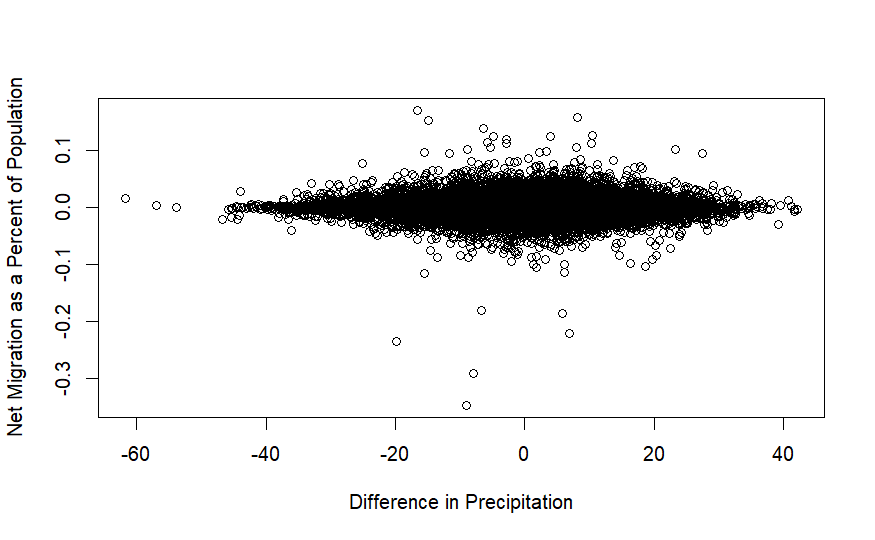 Net Migration as a Percent of Population
0.1
0.0
-0.1
-0.2
-0.3
-60 -40 -20 0 20 40
Difference in Precipitation